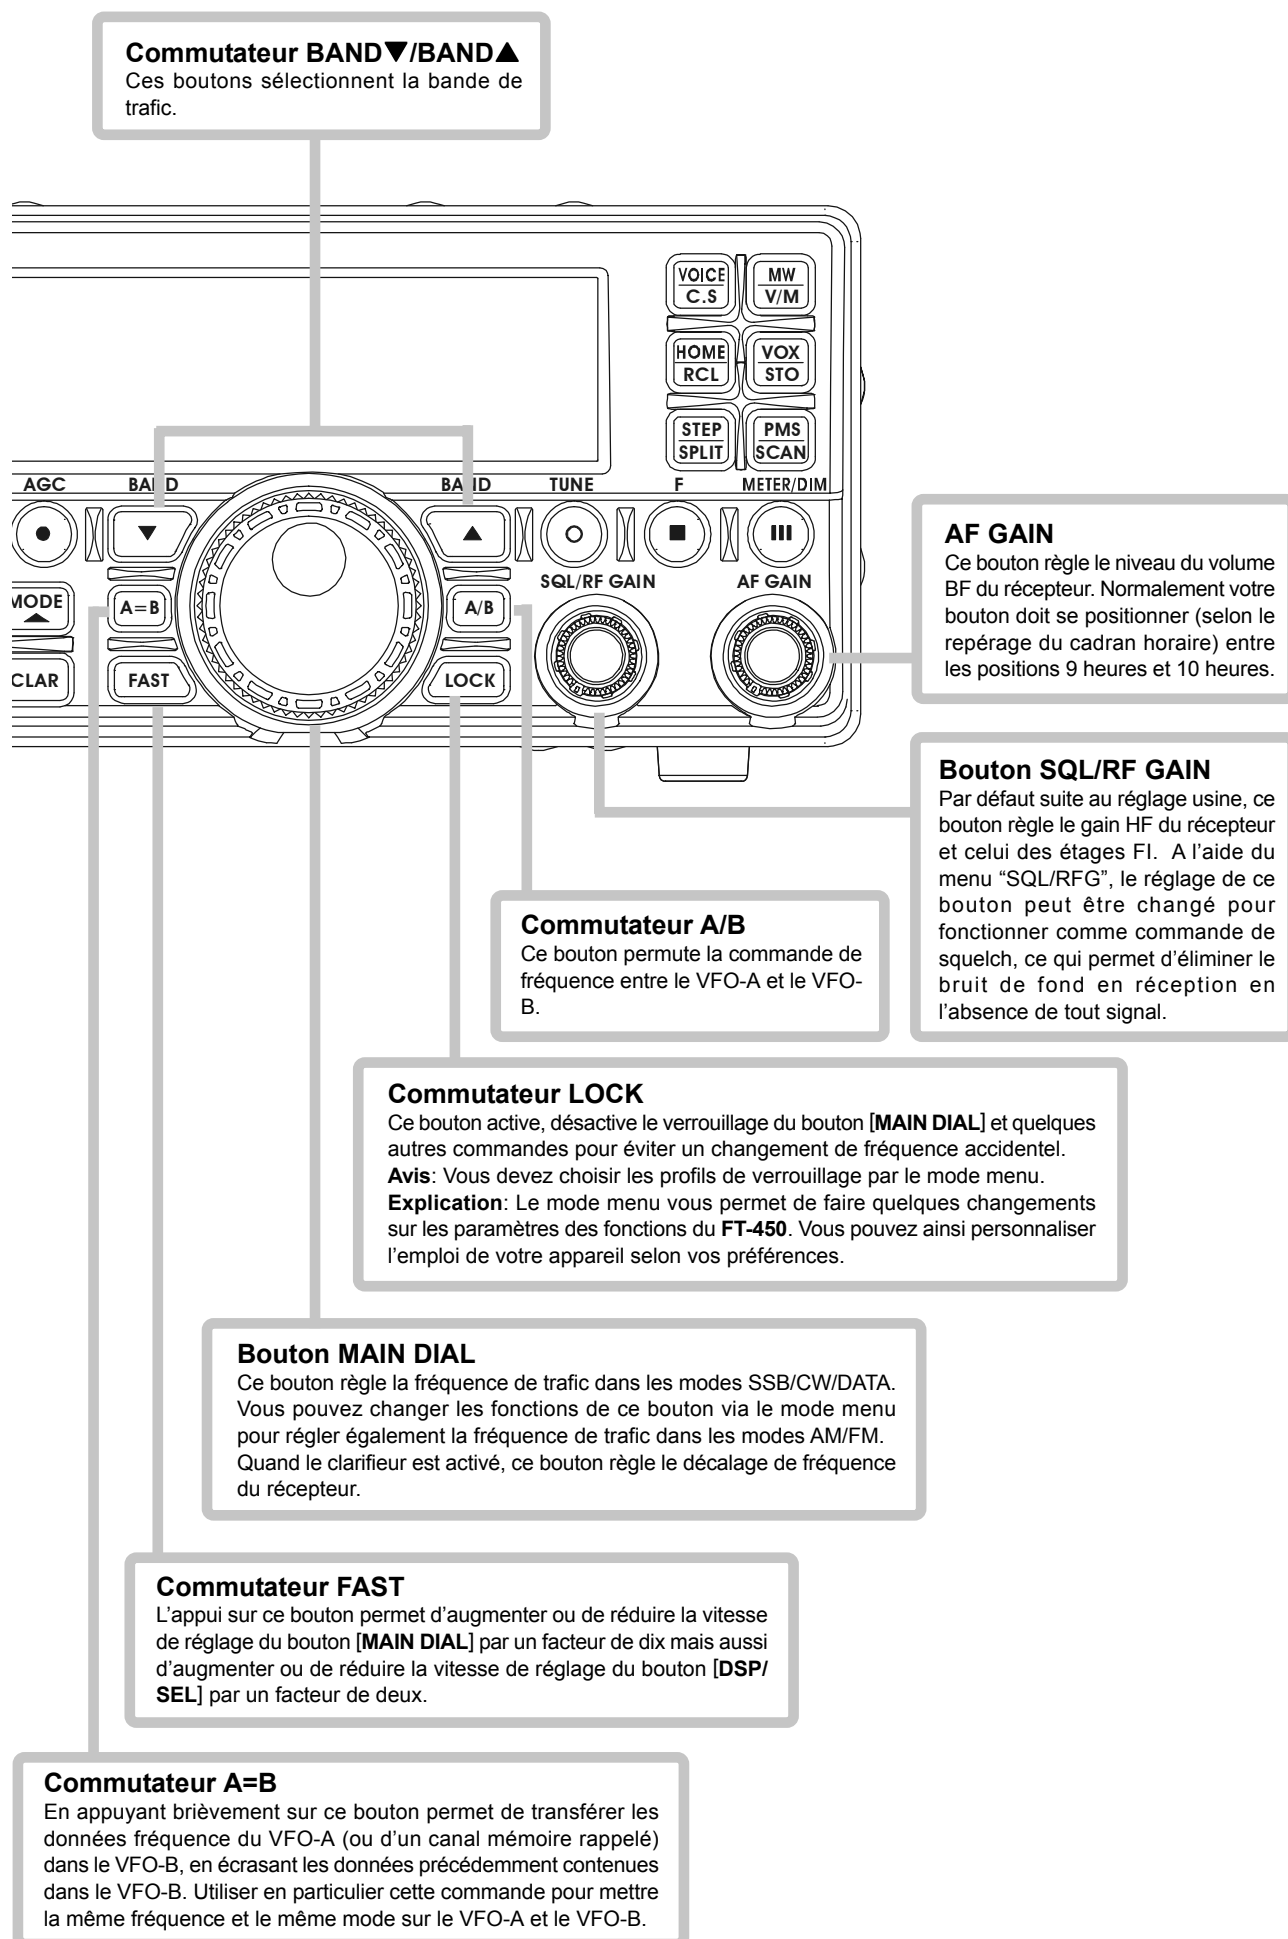 Commutateur BAND▼/BAND▲
Ces boutons sélectionnent la bande de
trafic.
VOICE
C.S
MW
V/M
HOME
RCL
VOX
STO
STEP
SPLIT
PMS
SCAN
AGC
BAND
BAND
TUNE
F
METER/DIM
▼
▲
MODE
A=B
A/B
SQL/RF GAIN
AF GAIN
CLAR
FAST
LOCK
AF GAIN
Ce bouton règle le niveau du volume
BF du récepteur. Normalement votre
bouton doit se positionner (selon le
repérage du cadran horaire) entre
les positions 9 heures et 10 heures.
Bouton SQL/RF GAIN
Par défaut suite au réglage usine, ce
bouton règle le gain HF du récepteur
et celui des étages FI. A l’aide du
menu “SQL/RFG”, le réglage de ce
bouton peut être changé pour
fonctionner comme commande de
squelch, ce qui permet d’éliminer le
bruit de fond en réception en
l’absence de tout signal.
Commutateur A/B
Ce bouton permute la commande de
fréquence entre le VFO-A et le VFO-
B.
Commutateur LOCK
Ce bouton active, désactive le verrouillage du bouton [MAIN DIAL] et quelques
autres commandes pour éviter un changement de fréquence accidentel.
Avis: Vous devez choisir les profils de verrouillage par le mode menu.
Explication: Le mode menu vous permet de faire quelques changements
sur les paramètres des fonctions du FT-450. Vous pouvez ainsi personnaliser
l’emploi de votre appareil selon vos préférences.
Bouton MAIN DIAL
Ce bouton règle la fréquence de trafic dans les modes SSB/CW/DATA.
Vous pouvez changer les fonctions de ce bouton via le mode menu
pour régler également la fréquence de trafic dans les modes AM/FM.
Quand le clarifieur est activé, ce bouton règle le décalage de fréquence
du récepteur.
Commutateur FAST
L’appui sur ce bouton permet d’augmenter ou de réduire la vitesse
de réglage du bouton [MAIN DIAL] par un facteur de dix mais aussi
d’augmenter ou de réduire la vitesse de réglage du bouton [DSP/
SEL] par un facteur de deux.
Commutateur A=B
En appuyant brièvement sur ce bouton permet de transférer les
données fréquence du VFO-A (ou d’un canal mémoire rappelé)
dans le VFO-B, en écrasant les données précédemment contenues
dans le VFO-B. Utiliser en particulier cette commande pour mettre
la même fréquence et le même mode sur le VFO-A et le VFO-B.